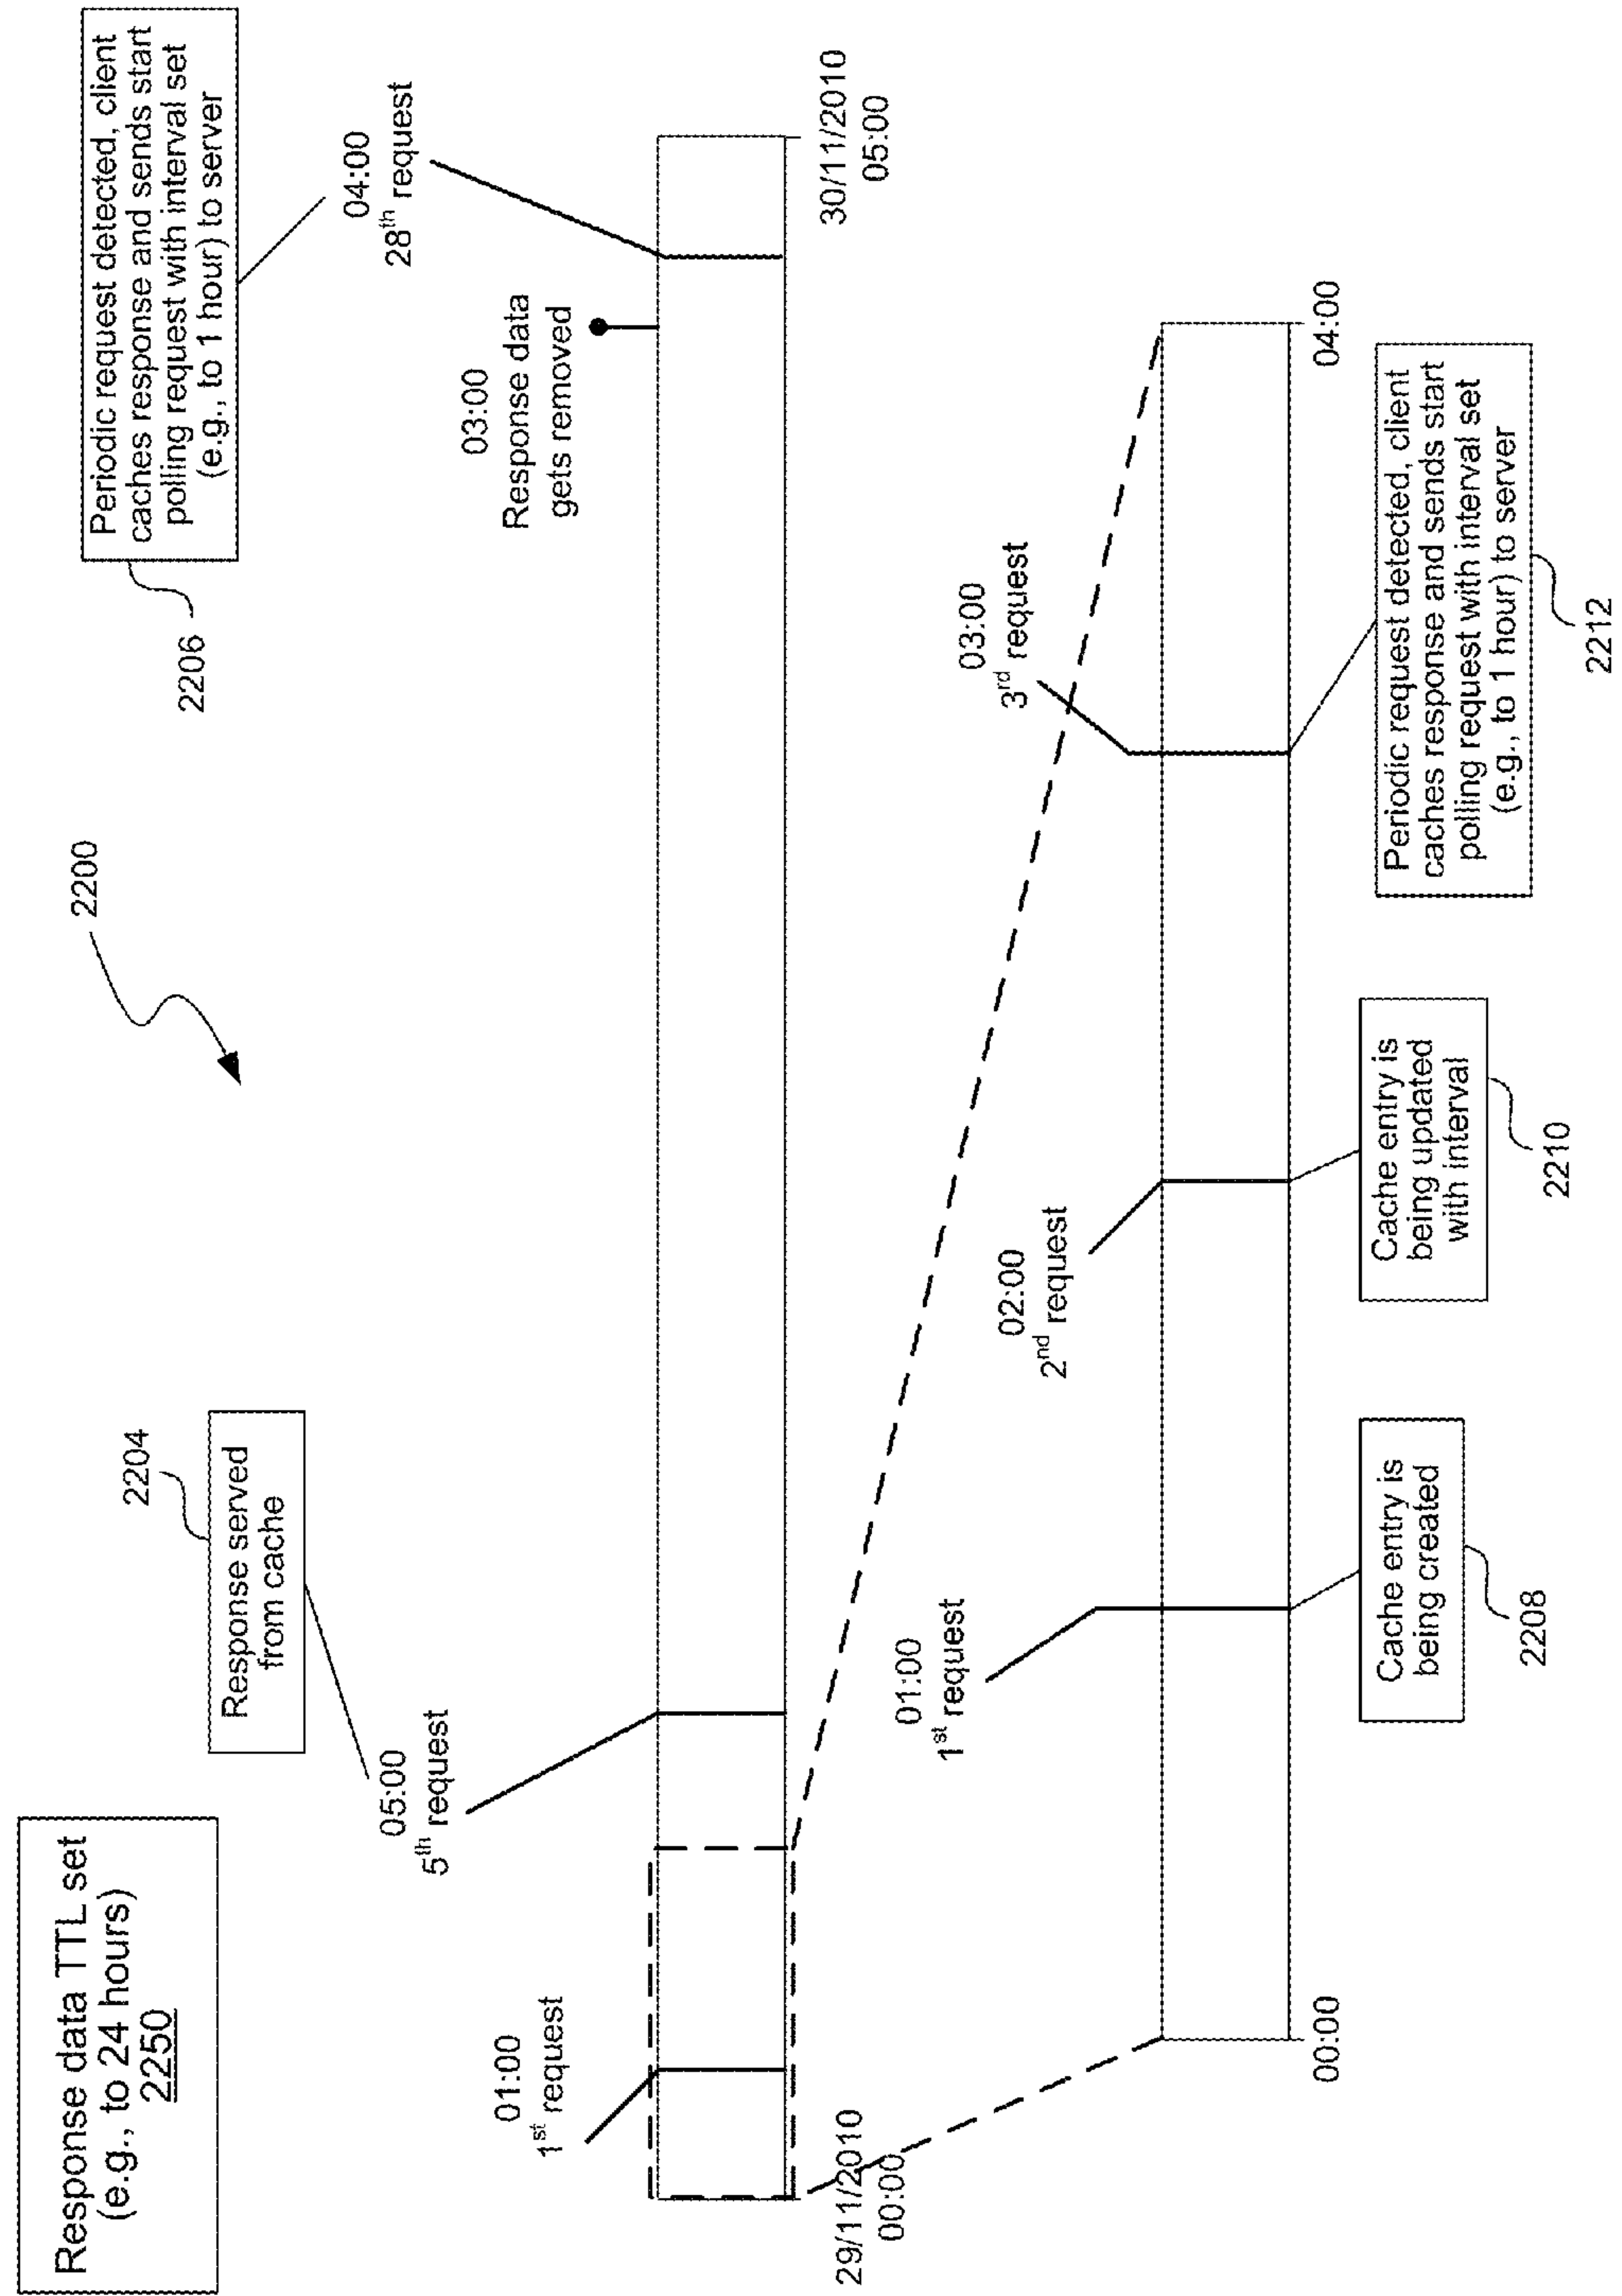 Response data TTL set
(e.g., to 24 hours)
2250
2204
Response served
from cache
2200
2206
Periodic request detected, client
caches response and sends start
polling request with interval set
(e.g., to 1 hour) to server
01:00
1st request
05:00
5th request
03:00
Response data
gets removed
04:00
28th request
29/11/2010
00:00
30/11/2010
05:00
01:00
1st request
02:00
2nd request
03:00
3rd request
00:00
04:00
Cache entry is
being created
2208
Cache entry is
being updated
with interval
2210
Periodic request detected, client
caches response and sends start
polling request with interval set
(e.g., to 1 hour) to server
2212